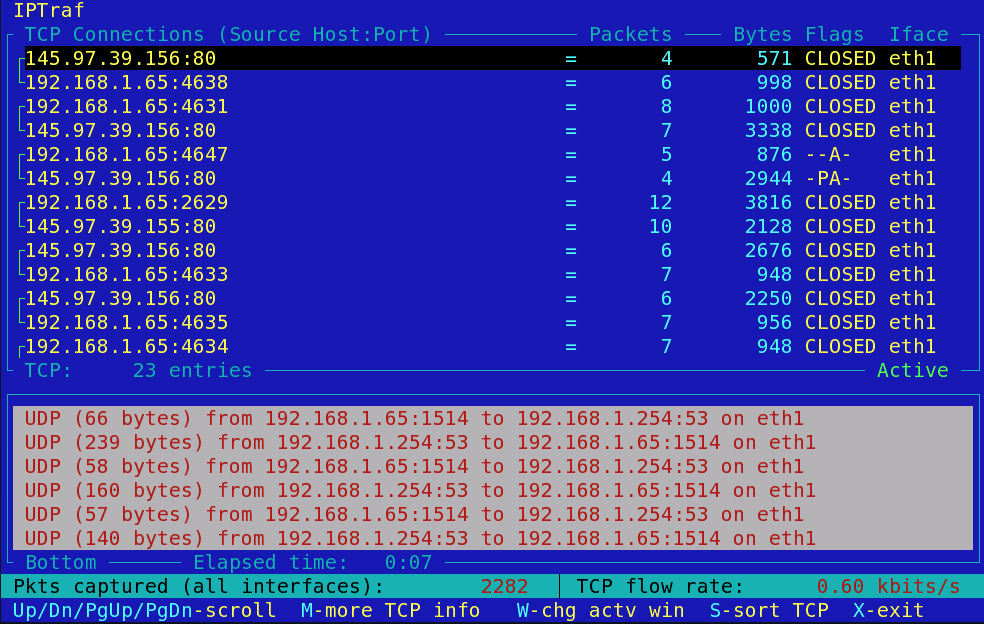 IPTraf
TCP Connections (Source Host:Port) Packets Bytes Flags Iface
145.97.39.156:80 = 4 571 CLOSED eth1
192.168.1.65:4638 = 6 998 CLOSED eth1
192.168.1.65:4631 = 8 1000 CLOSED eth1
145.97.39.156:80 = 7 3338 CLOSED eth1
192.168.1.65:4647 = 5 876 --A- eth1
145.97.39.156:80 = 4 2944 -PA- eth1
192.168.1.65:2629 = 12 3816 CLOSED eth1
145.97.39.155:80 = 10 2128 CLOSED eth1
145.97.39.156:80 = 6 2676 CLOSED eth1
192.168.1.65:4633 = 7 948 CLOSED eth1
145.97.39.156:80 = 6 2250 CLOSED eth1
192.168.1.65:4635 = 7 956 CLOSED eth1
192.168.1.65:4634 = 7 948 CLOSED eth1
TCP: 23 entries Active
UDP (66 bytes) from 192.168.1.65:1514 to 192.168.1.254:53 on eth1
UDP (239 bytes) from 192.168.1.254:53 to 192.168.1.65:1514 on eth1
UDP (58 bytes) from 192.168.1.65:1514 to 192.168.1.254:53 on eth1
UDP (160 bytes) from 192.168.1.254:53 to 192.168.1.65:1514 on eth1
UDP (57 bytes) from 192.168.1.65:1514 to 192.168.1.254:53 on eth1
UDP (140 bytes) from 192.168.1.254:53 to 192.168.1.65:1514 on eth1
Bottom Elapsed time: 0:07
Pkts captured (all interfaces): 2282 TCP flow rate: 0.60 kbits/s
Up/Dn/PgUp/PgDn-scroll M-more TCP info W-chg actv win S-sort TCP X-exit